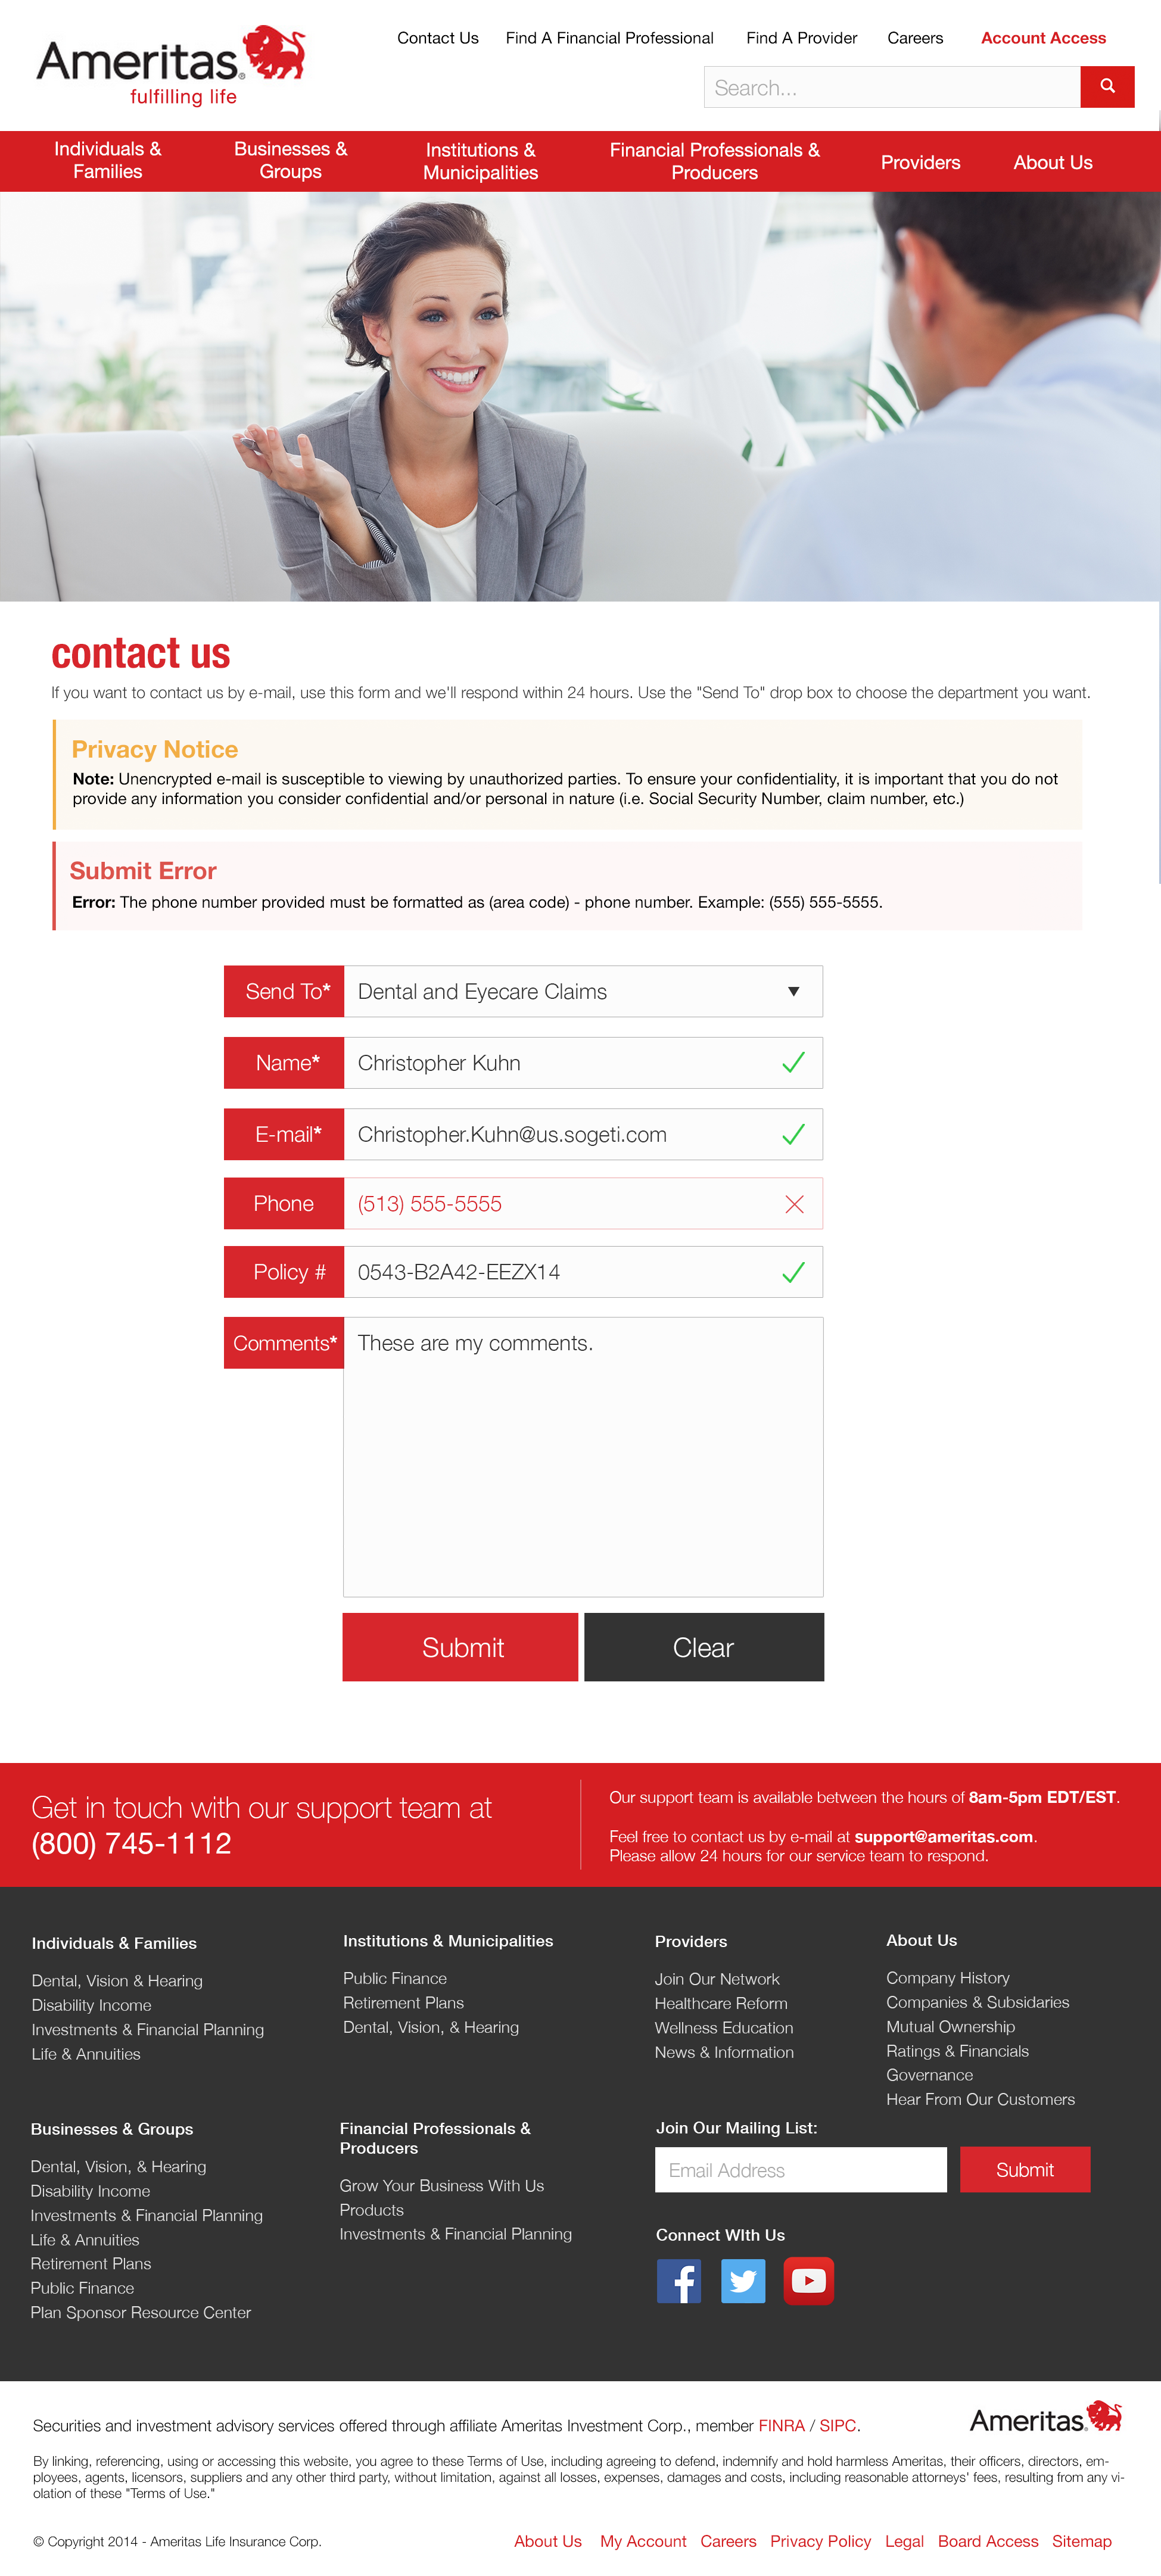 Ameritas®
fulfilling life
Contact Us Find A Financial Professional Find A Provider Careers Account Access
Search...
Individuals &
Families
Businesses &
Groups
Institutions &
Municipalities
Financial Professionals &
Producers
Providers
About Us
contact us
If you want to contact us by e-mail, use this form and we'll respond within 24 hours. Use the "Send To" drop box to choose the department you want.
Privacy Notice
Note: Unencrypted e-mail is susceptible to viewing by unauthorized parties. To ensure your confidentiality, it is important that you do not
provide any information you consider confidential and/or personal in nature (i.e. Social Security Number, claim number, etc.)
Submit Error
Error: The phone number provided must be formatted as (area code) - phone number. Example: (555) 555-5555.
Send To* Dental and Eyecare Claims
Name* Christopher Kuhn
E-mail* Christopher.Kuhn@us.sogeti.com
Phone (513) 555-5555
Policy # 0543-B2A42-EEZX14
Comments* These are my comments.
Submit Clear
Get in touch with our support team at
(800) 745-1112
Our support team is available between the hours of 8am-5pm EDT/EST.
Feel free to contact us by e-mail at support@ameritas.com.
Please allow 24 hours for our service team to respond.
Individuals & Families
Dental, Vision & Hearing
Disability Income
Investments & Financial Planning
Life & Annuities
Institutions & Municipalities
Public Finance
Retirement Plans
Dental, Vision, & Hearing
Providers
Join Our Network
Healthcare Reform
Wellness Education
News & Information
About Us
Company History
Companies & Subsidaries
Mutual Ownership
Ratings & Financials
Governance
Hear From Our Customers
Businesses & Groups
Dental, Vision, & Hearing
Disability Income
Investments & Financial Planning
Life & Annuities
Retirement Plans
Public Finance
Plan Sponsor Resource Center
Financial Professionals &
Producers
Grow Your Business With Us
Products
Investments & Financial Planning
Join Our Mailing List:
Email Address Submit
Connect WIth Us
Securities and investment advisory services offered through affiliate Ameritas Investment Corp., member FINRA / SIPC.
Ameritas
By linking, referencing, using or accessing this website, you agree to these Terms of Use, including agreeing to defend, indemnify and hold harmless Ameritas, their officers, directors, em-
ployees, agents, licensors, suppliers and any other third party, without limitation, against all losses, expenses, damages and costs, including reasonable attorneys' fees, resulting from any vi-
olation of these "Terms of Use."
© Copyright 2014 - Ameritas Life Insurance Corp.
About Us My Account Careers Privacy Policy Legal Board Access Sitemap